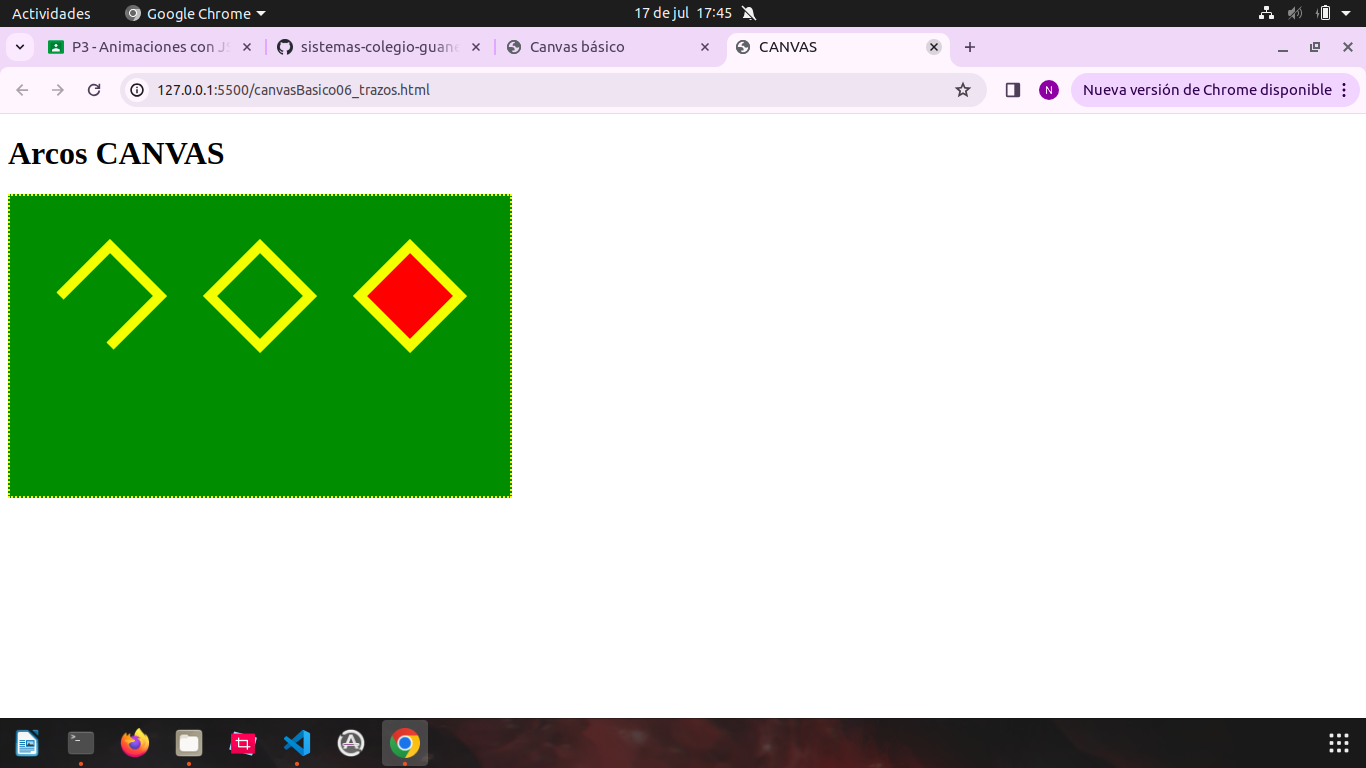 Actividades
Google Chrome
17 de jul 17:45
P3 - Animaciones con JS
sistemas-colegio-guane
Canvas básico
CANVAS
127.0.0.1:5500/canvasBasico06_trazos.html
N
Nueva versión de Chrome disponible
Arcos CANVAS